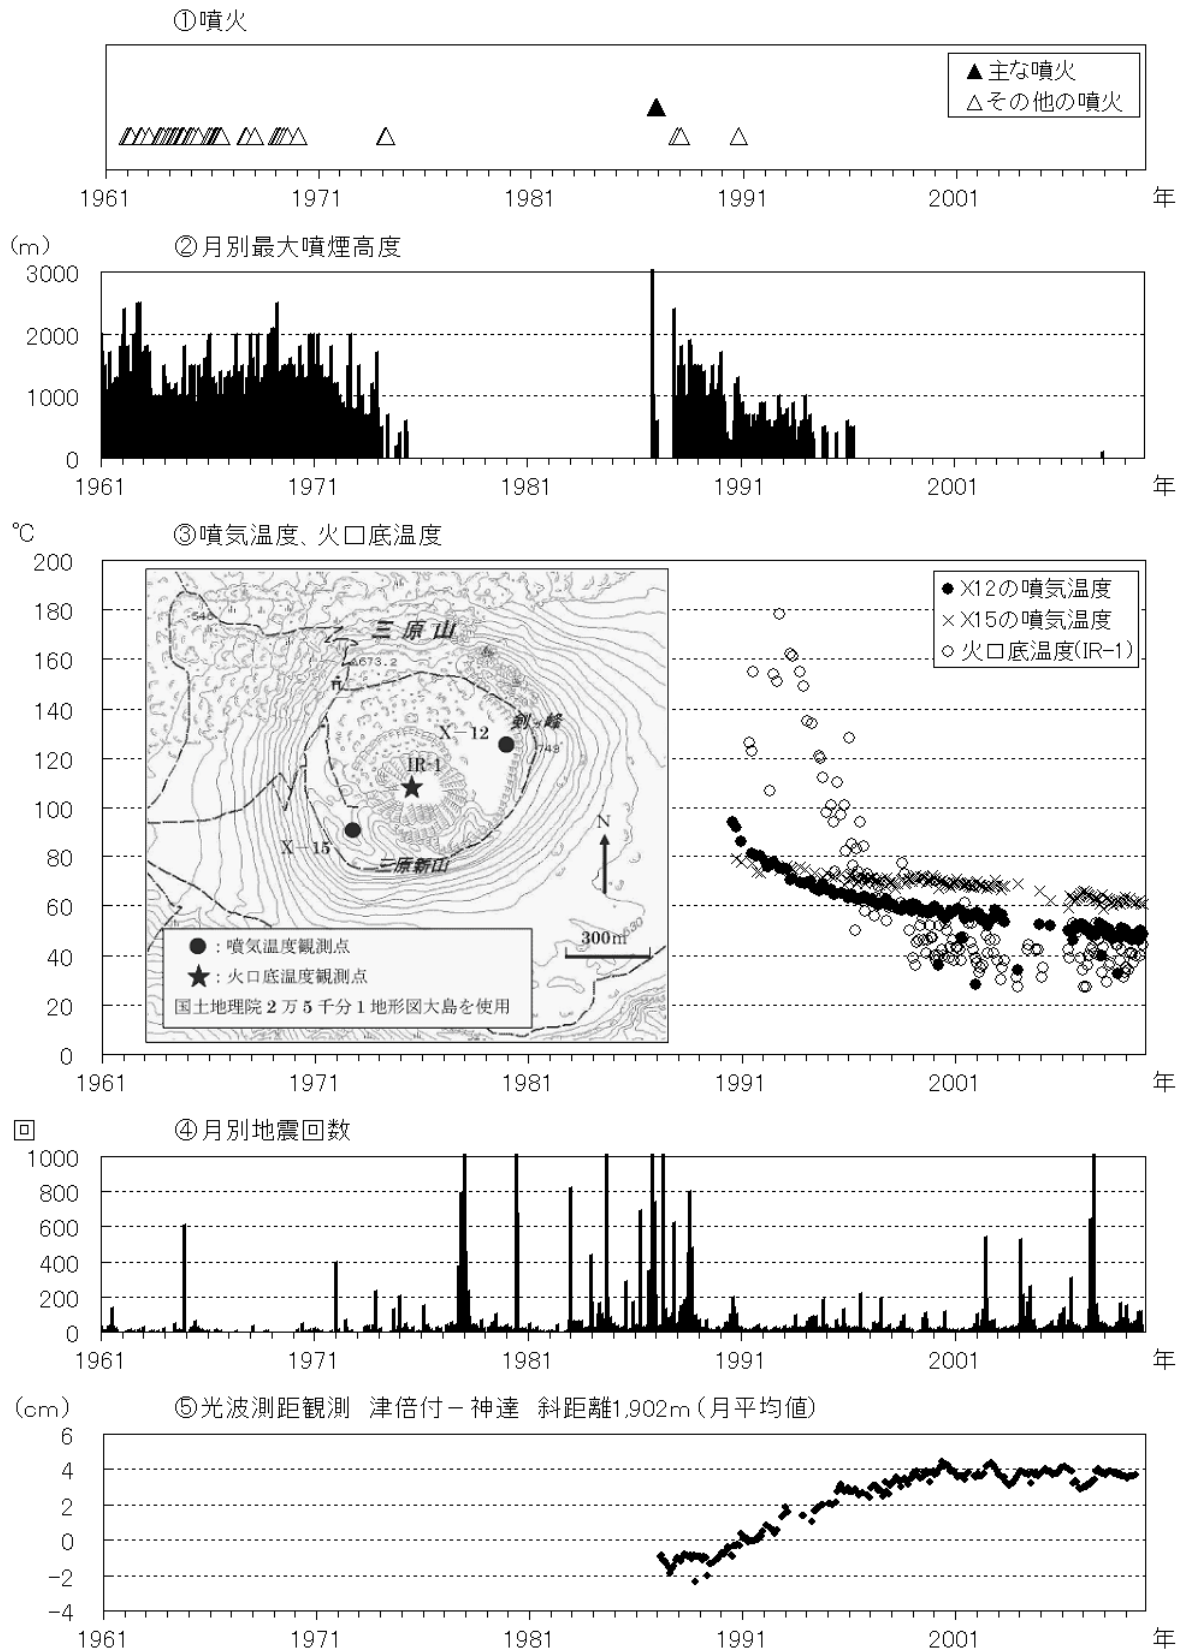 ①噴火
▲主な噴火
△その他の噴火
1961 1971 1981 1991 2001 年
(m) ②月別最大噴煙高度
3000
2000
1000
0
1961 1971 1981 1991 2001 年
℃ ③噴気温度、火口底温度
200
180
160
140
120
100
80
60
40
20
0
●X12の噴気温度
×X15の噴気温度
○火口底温度(IR-1)
548
三原山
673.2
剣ヶ峰
X-12
749
IR-1
X-15
三原新山
N
630
300m
●:噴気温度観測点
★:火口底温度観測点
国土地理院2万5千分1地形図大島を使用
1961 1971 1981 1991 2001 年
回 ④月別地震回数
1000
800
600
400
200
0
1961 1971 1981 1991 2001 年
(cm) ⑤光波測距観測 津倍付-神達 斜距離1,902m(月平均値)
6
4
2
0
-2
-4
1961 1971 1981 1991 2001 年